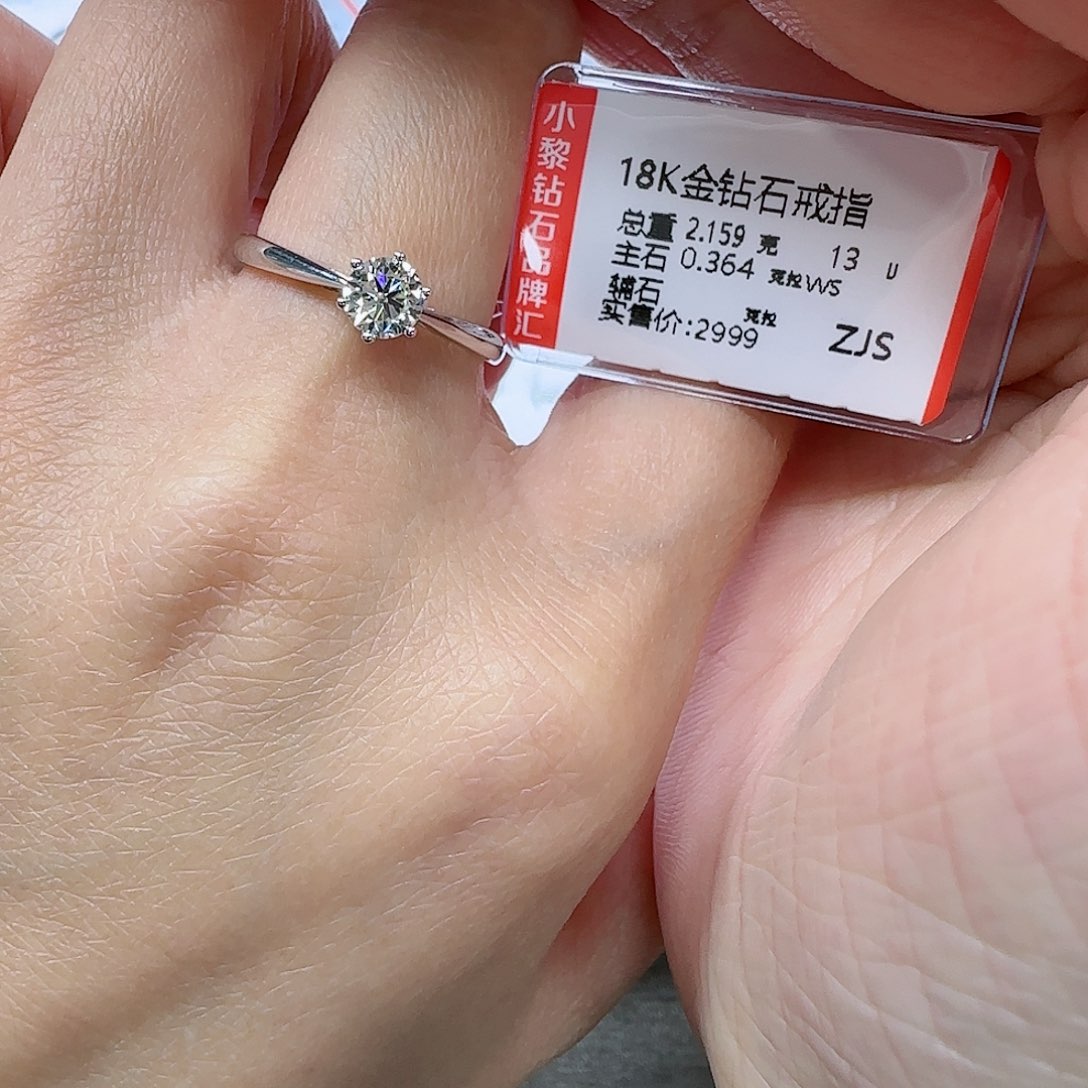 小黎钻石品牌汇
18K金钻石戒指
总重 2.159 克 13 U
主石 0.364 克拉 VVS
辅石 克拉
实售价:2999 ZJS